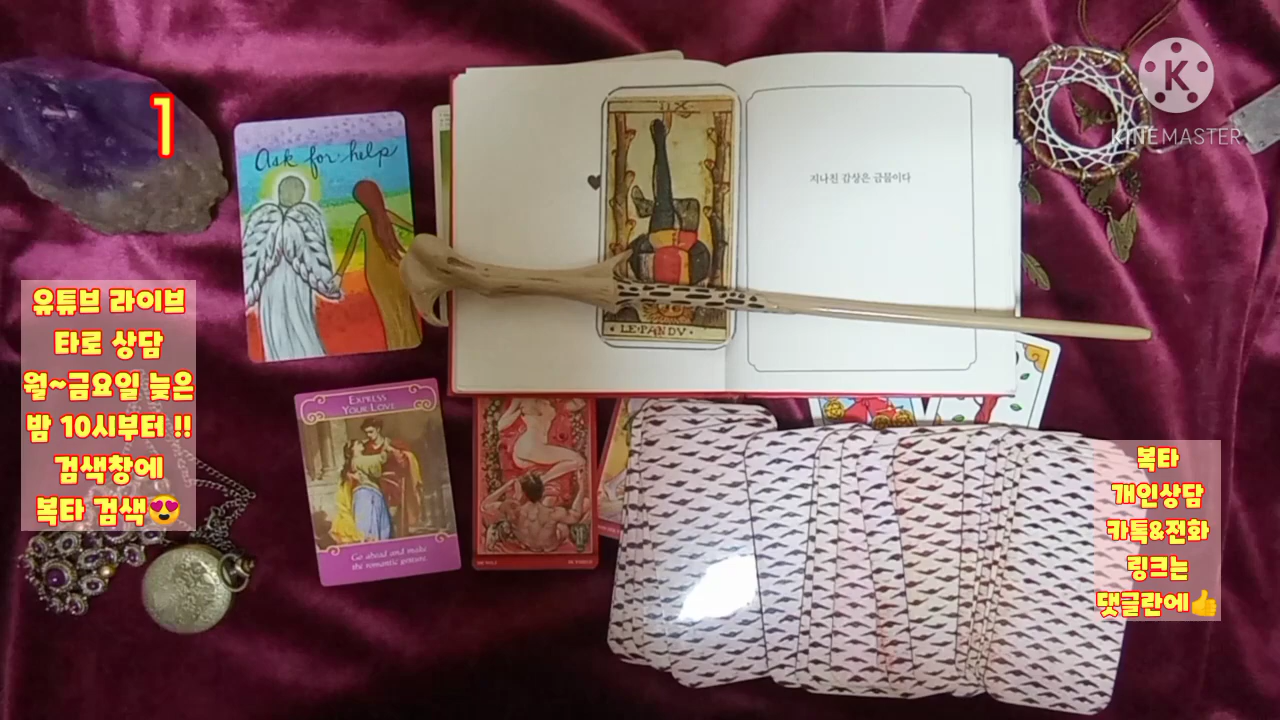 1
Ask for help
XII
LE·PANDV·
지나친 감상은 금물이다
K
KINEMASTER
유튜브 라이브
타로 상담
월~금요일 늦은
밤 10시부터 !!
검색창에
복타 검색😍
EXPRESS
YOUR LOVE
Go ahead and make
the romantic gesture
복타
개인상담
카톡&전화
링크는
댓글란에👍